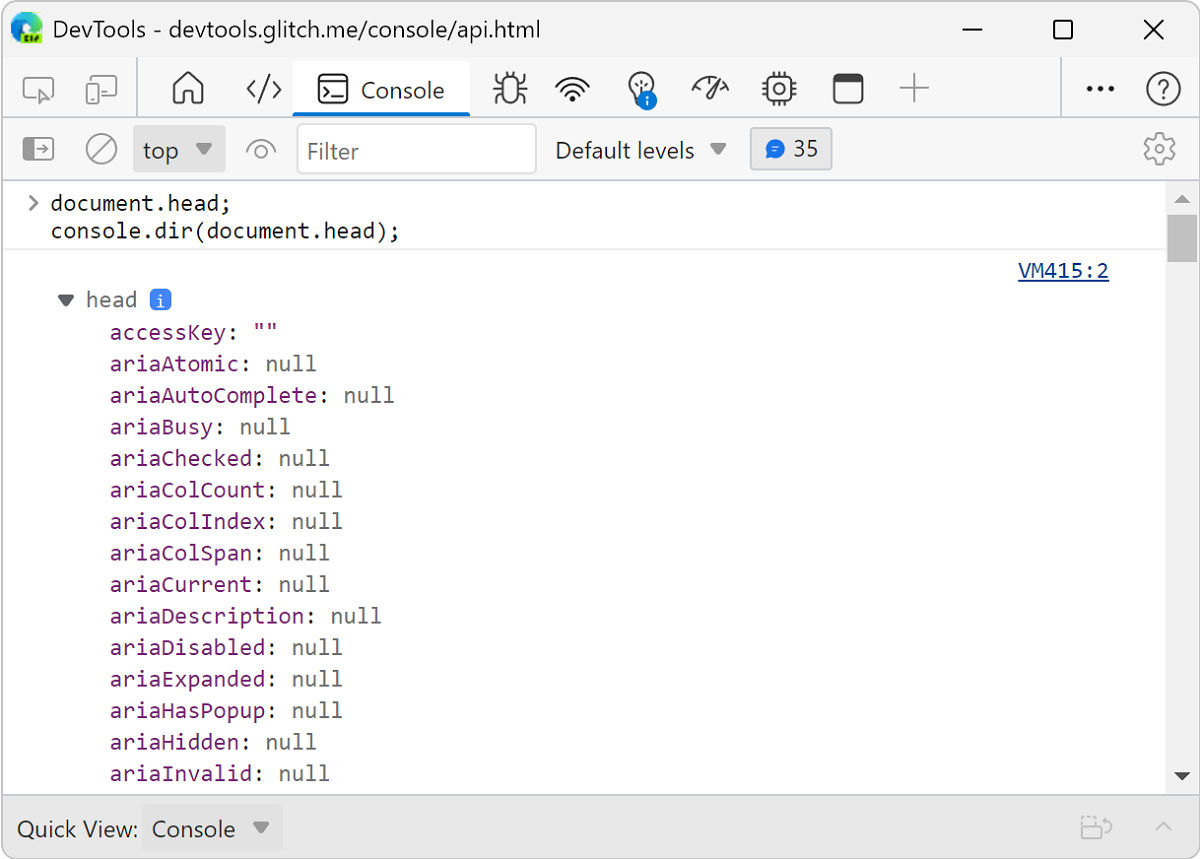 DevTools - devtools.glitch.me/console/api.html
Console
top
Filter
Default levels
35
document.head;
console.dir(document.head);
VM415:2
head i
accessKey: ""
ariaAtomic: null
ariaAutoComplete: null
ariaBusy: null
ariaChecked: null
ariaColCount: null
ariaColIndex: null
ariaColSpan: null
ariaCurrent: null
ariaDescription: null
ariaDisabled: null
ariaExpanded: null
ariaHasPopup: null
ariaHidden: null
ariaInvalid: null
Quick View: Console